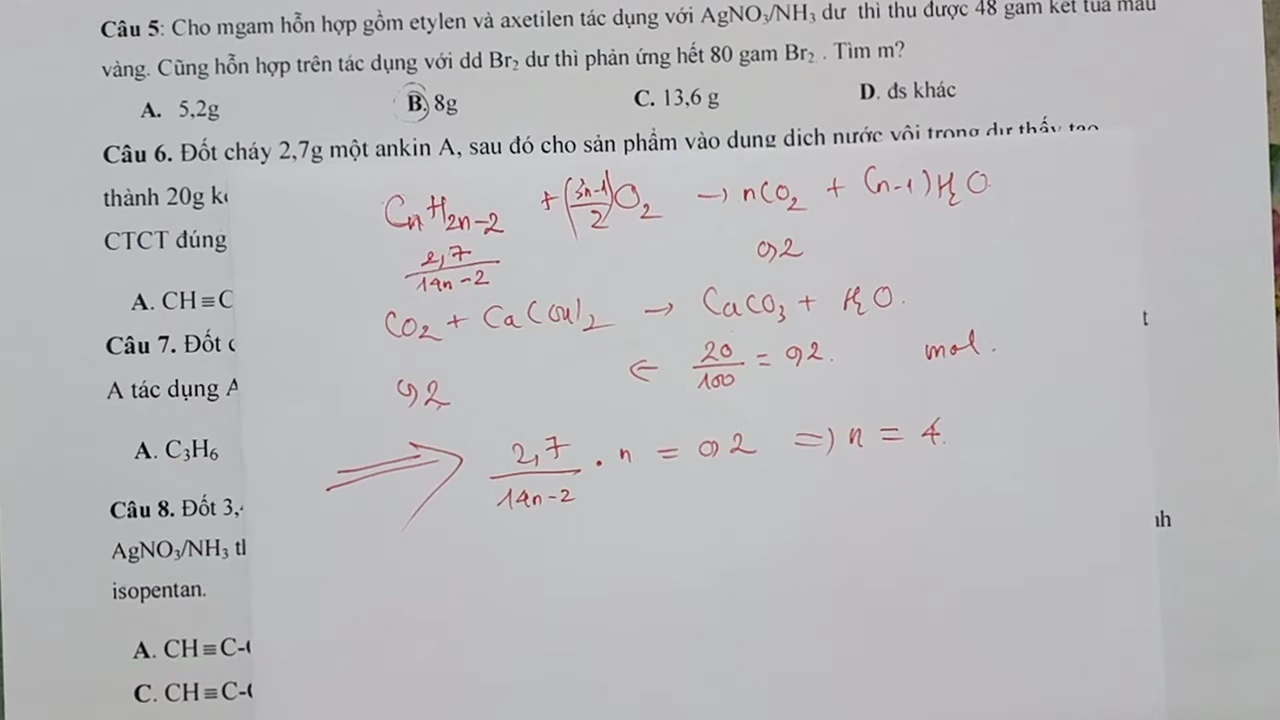 Câu 5: Cho mgam hỗn hợp gồm etylen và axetilen tác dụng với AgNO₃/NH₃ dư thì thu được 48 gam kết tủa màu
vàng. Cũng hỗn hợp trên tác dụng với dd Br₂ dư thì phản ứng hết 80 gam Br₂ . Tìm m?
A. 5,2g B. 8g C. 13,6 g D. đs khác
Câu 6. Đốt cháy 2,7g một ankin A, sau đó cho sản phẩm vào dung dịch nước vôi trong dư thấy tạo
thành 20g
CTCT đúng
A. CH≡C
Câu 7. Đốt
A tác dụng A
A. C₃H₆
Câu 8. Đốt 3,
AgNO₃/NH₃
isopentan.
A. CH≡C-
C. CH≡C-
CnH2n-2 + (3n-1/2)O₂ → nCO₂ + (n-1)H₂O
2,7/14n-2 0,2
CO₂ + Ca(OH)₂ → CaCO₃ + H₂O.
0,2 ← 20/100 = 0,2. mol.
⟹ 2,7/14n-2 . n = 0,2 => n = 4.
t